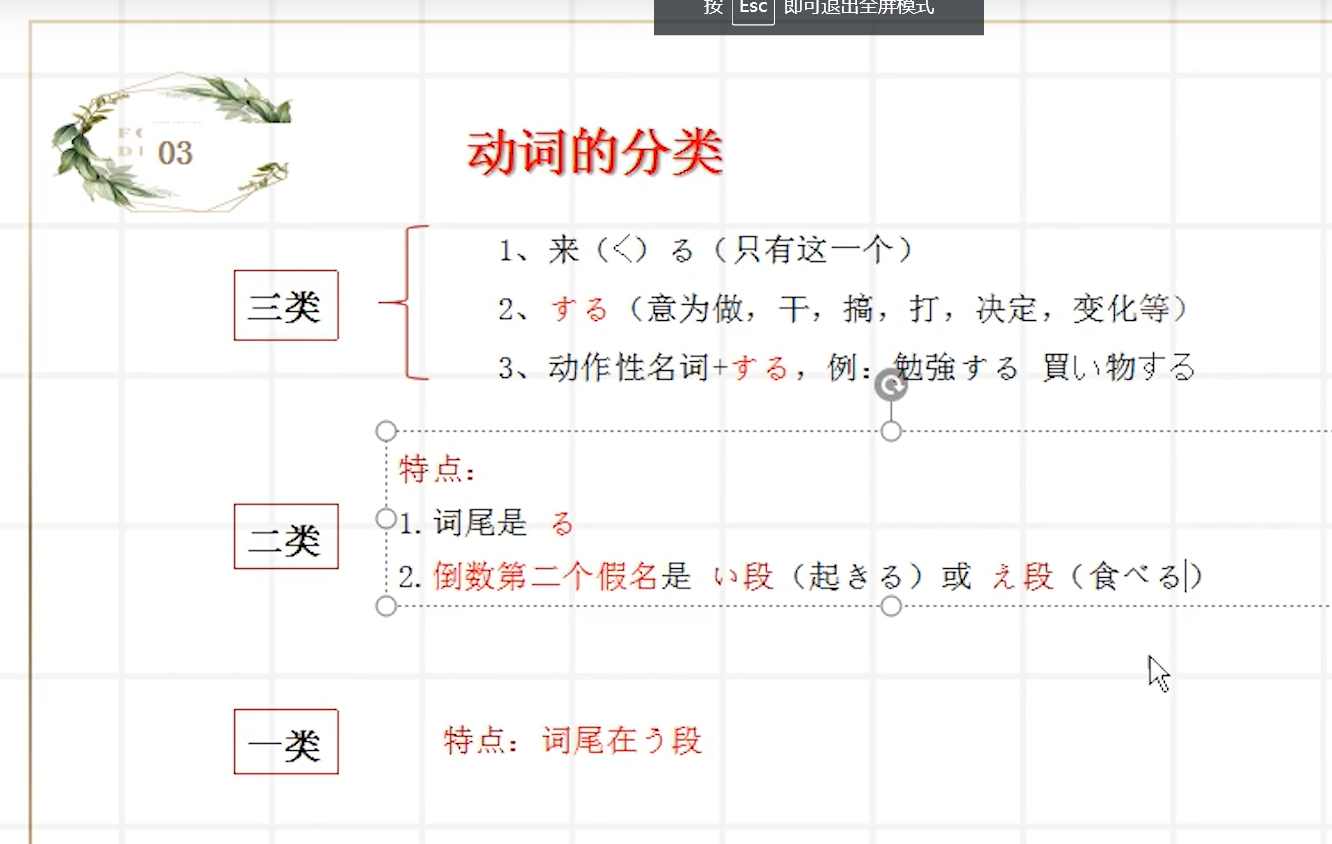 按 Esc 即可退出全屏模式
03
动词的分类
三类
1、来（く）る（只有这一个）
2、する（意为做，干，搞，打，决定，变化等）
3、动作性名词+する，例：勉強する 買い物する
二类
特点：
1. 词尾是 る
2. 倒数第二个假名是 い段（起きる）或 え段（食べる）
一类
特点：词尾在う段